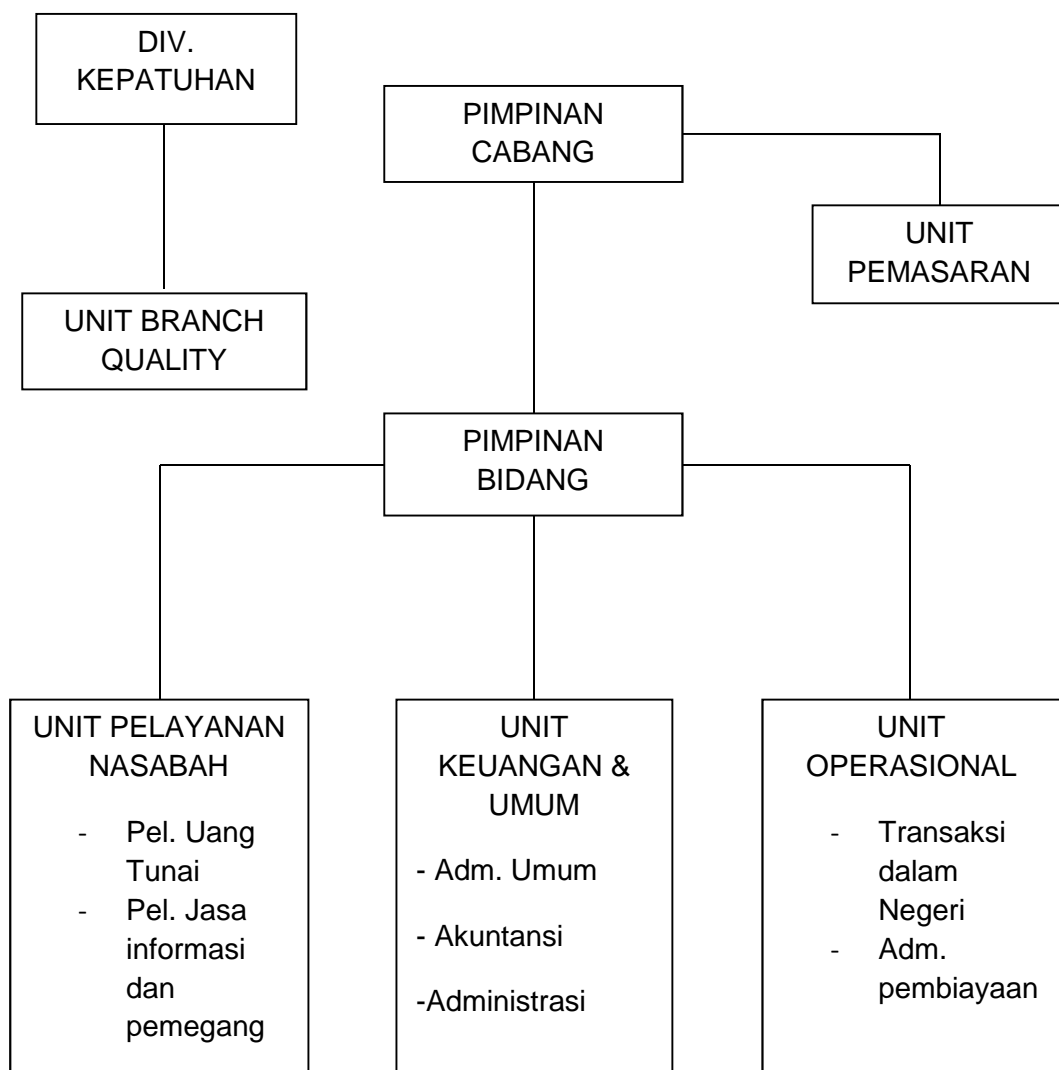 DIV.
KEPATUHAN
PIMPINAN
CABANG
UNIT
PEMASARAN
UNIT BRANCH
QUALITY
PIMPINAN
BIDANG
UNIT PELAYANAN
NASABAH
- Pel. Uang
Tunai
- Pel. Jasa
informasi
dan
pemegang
UNIT
KEUANGAN &
UMUM
- Adm. Umum
- Akuntansi
-Administrasi
UNIT
OPERASIONAL
- Transaksi
dalam
Negeri
- Adm.
pembiayaan